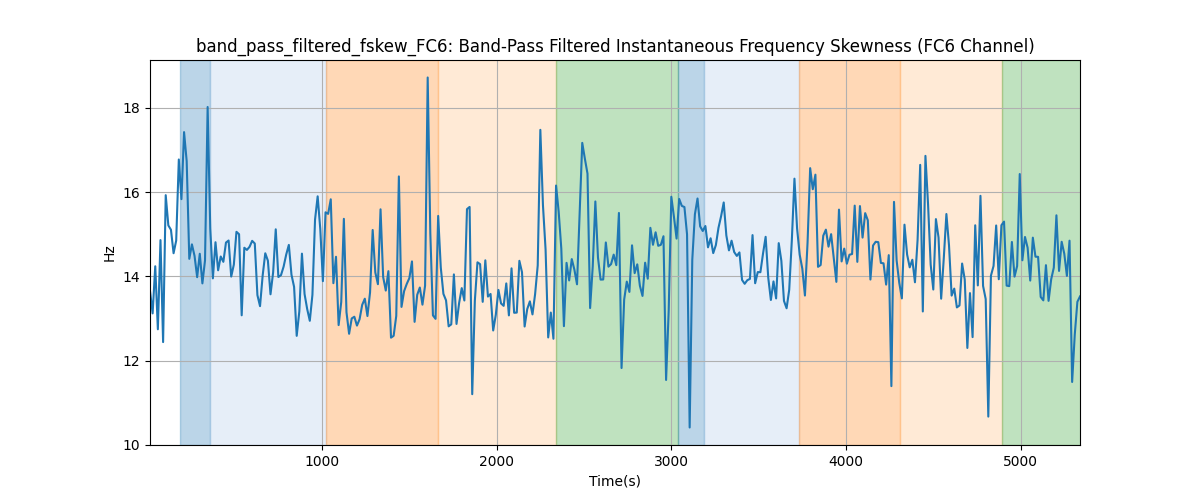 band_pass_filtered_fskew_FC6: Band-Pass Filtered Instantaneous Frequency Skewness (FC6 Channel)
18
16
14
12
10
Hz
1000 2000 3000 4000 5000
Time(s)